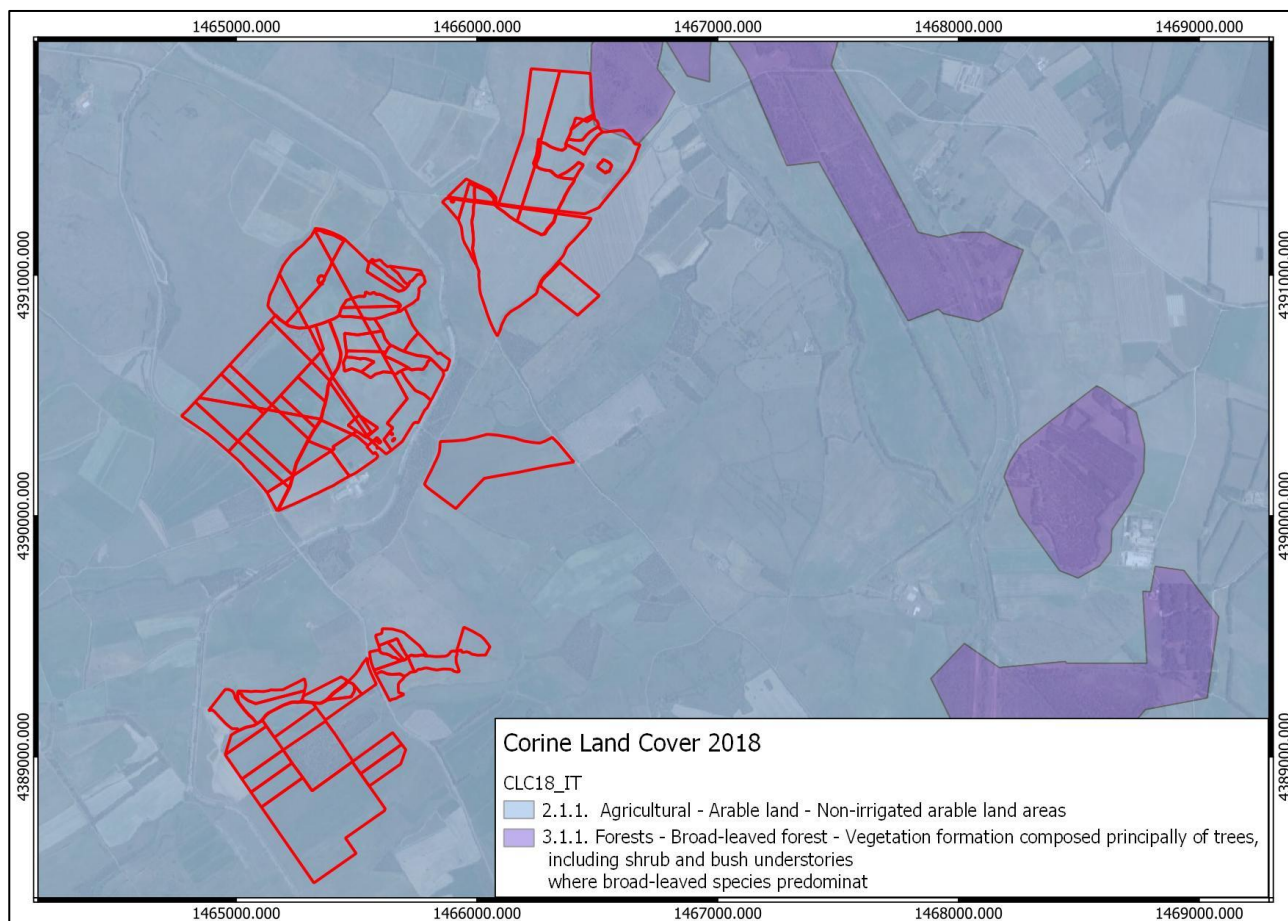 1465000.000 1466000.000 1467000.000 1468000.000 1469000.000
4391000.000 4391000.000
4390000.000 4390000.000
4389000.000 4389000.000
Corine Land Cover 2018
CLC18_IT
2.1.1. Agricultural - Arable land - Non-irrigated arable land areas
3.1.1. Forests - Broad-leaved forest - Vegetation formation composed principally of trees,
including shrub and bush understories
where broad-leaved species predominat
1465000.000 1466000.000 1467000.000 1468000.000 1469000.000